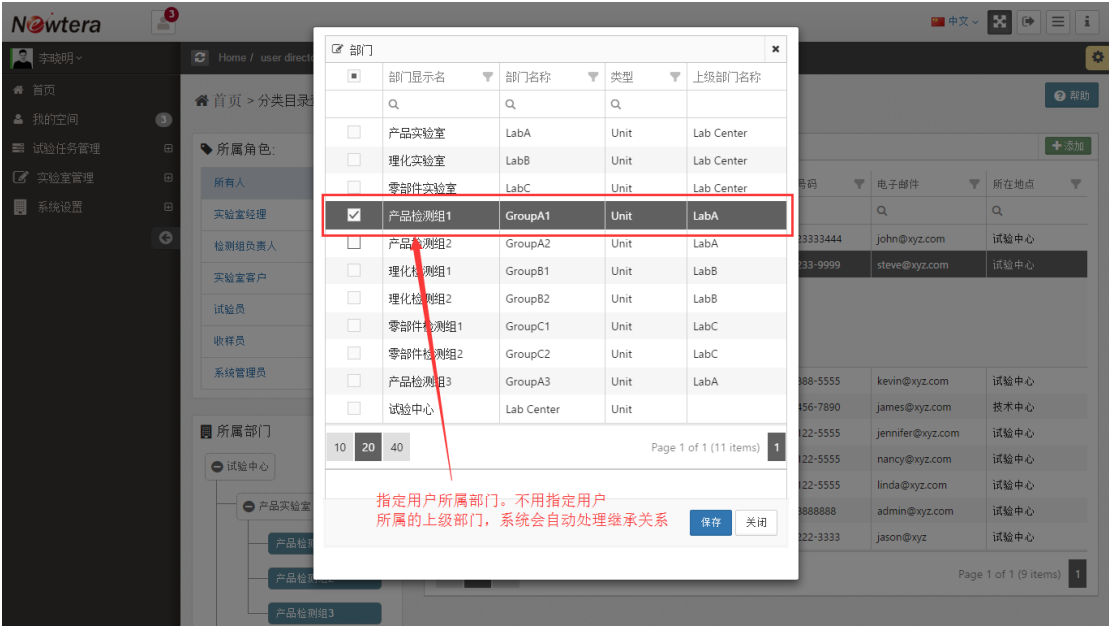 Newtera
3
中文
李晓明
Home / user direct
首页
首页 > 分类目录
帮助
我的空间
3
试验任务管理
实验室管理
系统设置
所属角色:
所有人
实验室经理
检测组负责人
实验室客户
试验员
收样员
系统管理员
所属部门
试验中心
产品实验室
产品检
产品检
产品检测组3
部门
部门显示名 部门名称 类型 上级部门名称
产品实验室 LabA Unit Lab Center
理化实验室 LabB Unit Lab Center
零部件实验室 LabC Unit Lab Center
产品检测组1 GroupA1 Unit LabA
产品检测组2 GroupA2 Unit LabA
理化检测组1 GroupB1 Unit LabB
理化检测组2 GroupB2 Unit LabB
零部件检测组1 GroupC1 Unit LabC
零部件检测组2 GroupC2 Unit LabC
产品检测组3 GroupA3 Unit LabA
试验中心 Lab Center Unit
10 20 40 Page 1 of 1 (11 items) 1
指定用户所属部门。不用指定用户
所属的上级部门，系统会自动处理继承关系
保存 关闭
添加
号码 电子邮件 所在地点
23333444 john@xyz.com 试验中心
233-9999 steve@xyz.com 试验中心
388-5555 kevin@xyz.com 试验中心
456-7890 james@xyz.com 技术中心
122-5555 jennifer@xyz.com 试验中心
122-5555 nancy@xyz.com 试验中心
122-5555 linda@xyz.com 试验中心
3888888 admin@xyz.com 试验中心
222-3333 jason@xyz 试验中心
Page 1 of 1 (9 items) 1